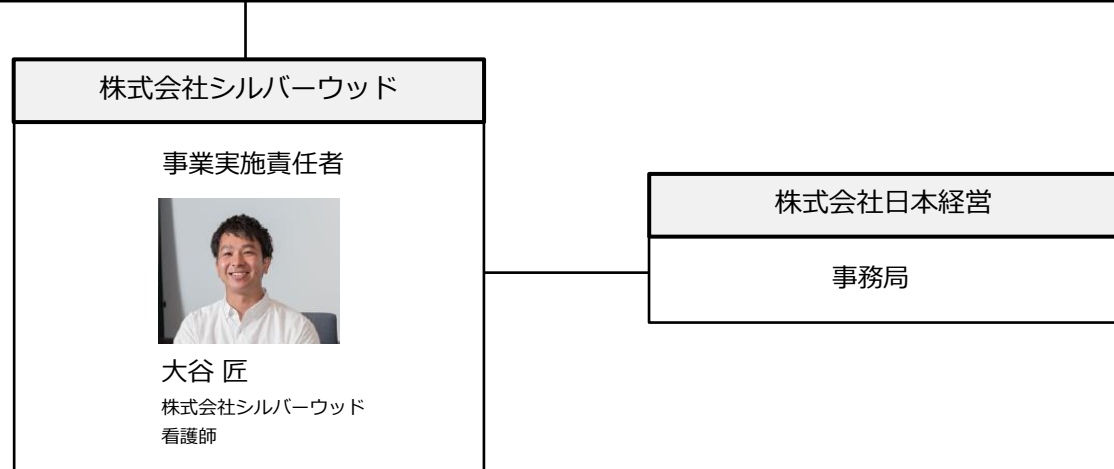 株式会社シルバーウッド
事業実施責任者
大谷 匠
株式会社シルバーウッド
看護師
株式会社日本経営
事務局